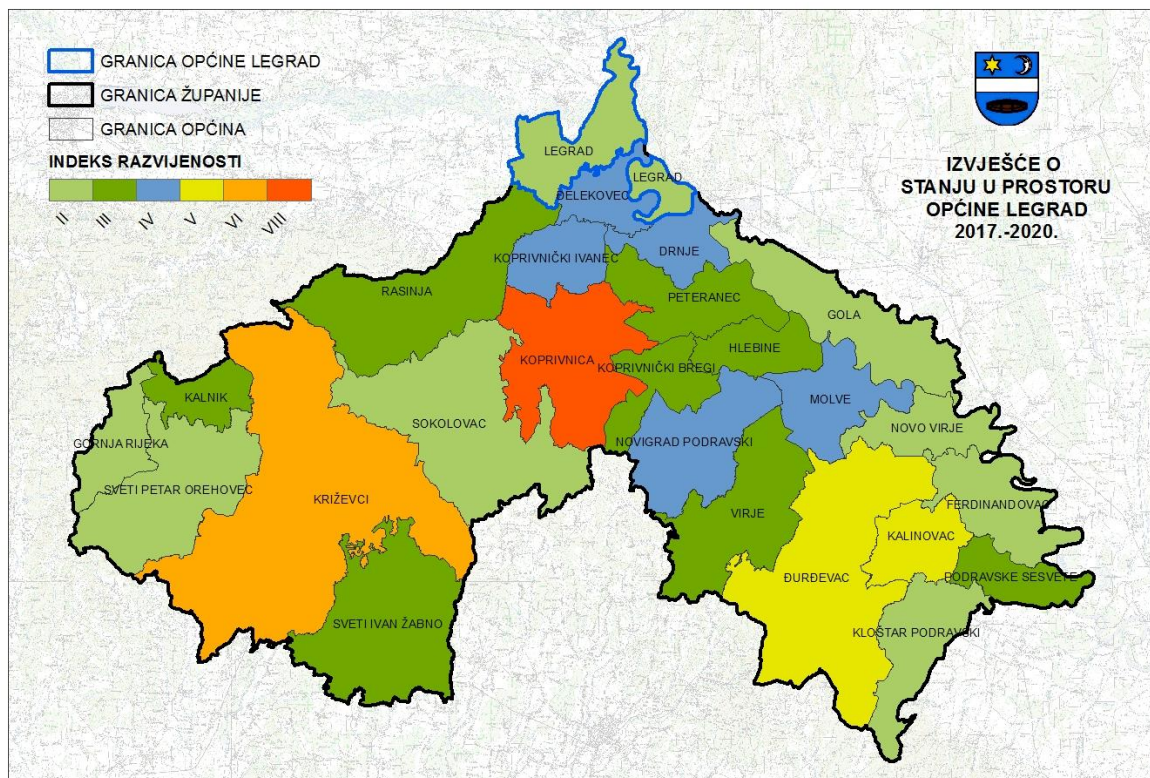 GRANICA OPĆINE LEGRAD
GRANICA ŽUPANIJE
GRANICA OPĆINA
INDEKS RAZVIJENOSTI
II
III
IV
V
VI
VIII
IZVJEŠĆE O
STANJU U PROSTORU
OPĆINE LEGRAD
2017.-2020.
LEGRAD
LEGRAD
ĐELEKOVEC
DRNJE
KOPRIVNIČKI IVANEC
RASINJA
PETERANEC
GOLA
HLEBINE
KOPRIVNICA
KOPRIVNIČKI BREGI
KALNIK
MOLVE
SOKOLOVAC
NOVO VIRJE
GORNJA RIJEKA
NOVIGRAD PODRAVSKI
SVETI PETAR OREHOVEC
KRIŽEVCI
FERDINANDOVAC
VIRJE
KALINOVAC
ĐURĐEVAC
PODRAVSKE SESVETE
SVETI IVAN ŽABNO
KLOŠTAR PODRAVSKI